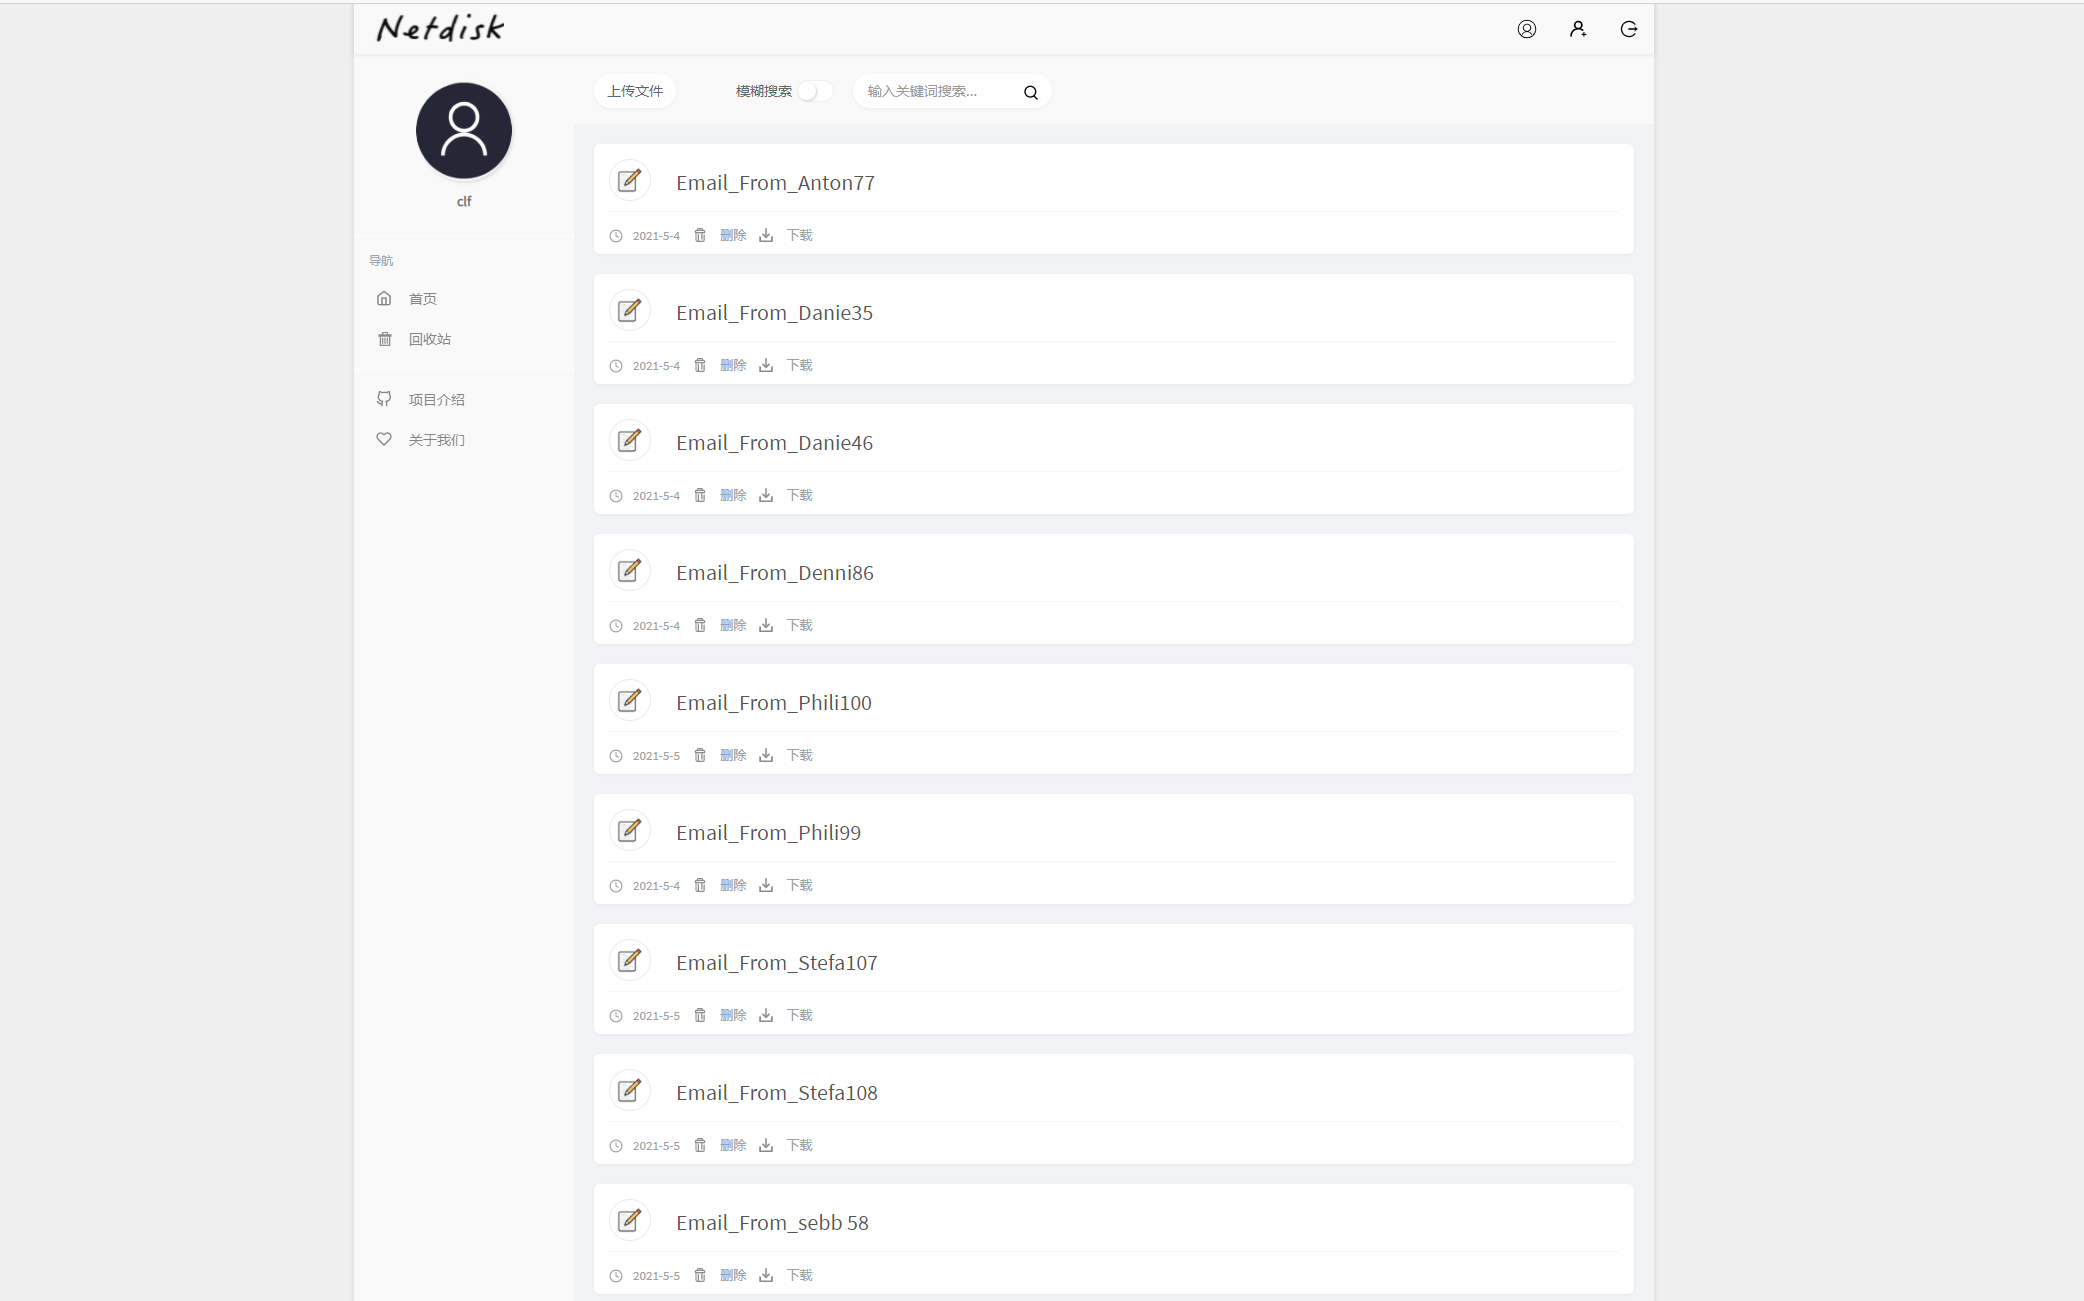 Netdisk
clf
导航
首页
回收站
项目介绍
关于我们
上传文件 模糊搜索 输入关键词搜索...
Email_From_Anton77
2021-5-4 删除 下载
Email_From_Danie35
2021-5-4 删除 下载
Email_From_Danie46
2021-5-4 删除 下载
Email_From_Denni86
2021-5-4 删除 下载
Email_From_Phili100
2021-5-5 删除 下载
Email_From_Phili99
2021-5-4 删除 下载
Email_From_Stefa107
2021-5-5 删除 下载
Email_From_Stefa108
2021-5-5 删除 下载
Email_From_sebb 58
2021-5-5 删除 下载